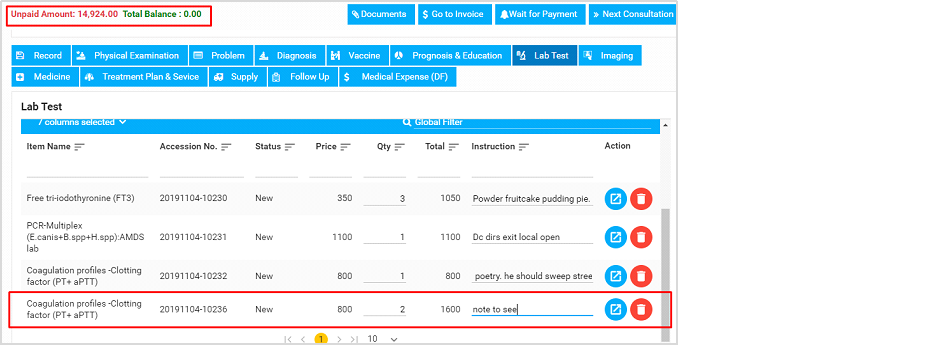 Unpaid Amount: 14,924.00 Total Balance : 0.00
Documents $ Go to Invoice Wait for Payment Next Consultation
Record Physical Examination Problem Diagnosis Vaccine Prognosis & Education Lab Test Imaging
Medicine Treatment Plan & Sevice Supply Follow Up $ Medical Expense (DF)
Lab Test
7 columns selected Global Filter
Item Name Accession No. Status Price Qty Total Instruction Action
Free tri-iodothyronine (FT3) 20191104-10230 New 350 3 1050 Powder fruitcake pudding pie.
PCR-Multiplex
(E.canis+B.spp+H.spp):AMDS 20191104-10231 New 1100 1 1100 Dc dirs exit local open
lab
Coagulation profiles -Clotting
factor (PT+ aPTT) 20191104-10232 New 800 1 800 poetry. he should sweep stree
Coagulation profiles -Clotting
factor (PT+ aPTT) 20191104-10236 New 800 2 1600 note to see
1 10